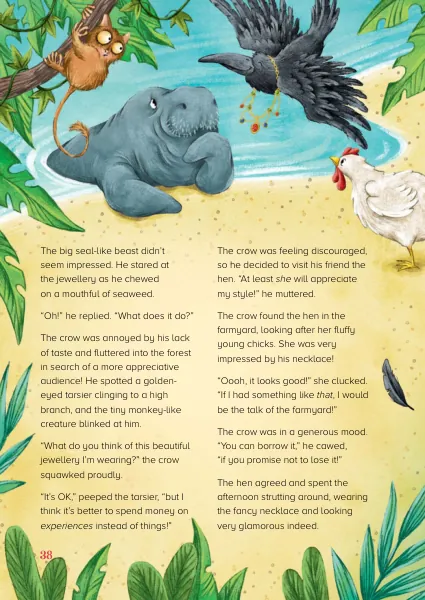 The big seal-like beast didn't
seem impressed. He stared at
the jewellery as he chewed
on a mouthful of seaweed.
"Oh!" he replied. "What does it do?"
The crow was annoyed by his lack
of taste and fluttered into the forest
in search of a more appreciative
audience! He spotted a golden-
eyed tarsier clinging to a high
branch, and the tiny monkey-like
creature blinked at him.
"What do you think of this beautiful
jewellery I'm wearing?" the crow
squawked proudly.
"It's OK," peeped the tarsier, "but I
think it's better to spend money on
experiences instead of things!"
The crow was feeling discouraged,
so he decided to visit his friend the
hen. "At least she will appreciate
my style!" he muttered.
The crow found the hen in the
farmyard, looking after her fluffy
young chicks. She was very
impressed by his necklace!
"Oooh, it looks good!" she clucked.
"If I had something like that, I would
be the talk of the farmyard!"
The crow was in a generous mood.
"You can borrow it," he cawed,
"if you promise not to lose it!"
The hen agreed and spent the
afternoon strutting around, wearing
the fancy necklace and looking
very glamorous indeed.
38